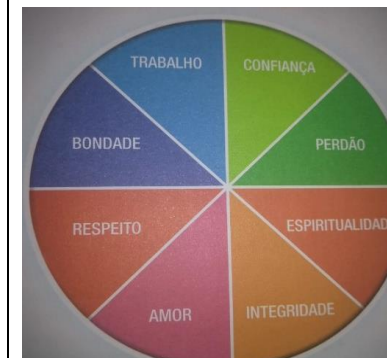 TRABALHO
CONFIANÇA
BONDADE
PERDÃO
RESPEITO
ESPIRITUALIDAD
AMOR
INTEGRIDADE